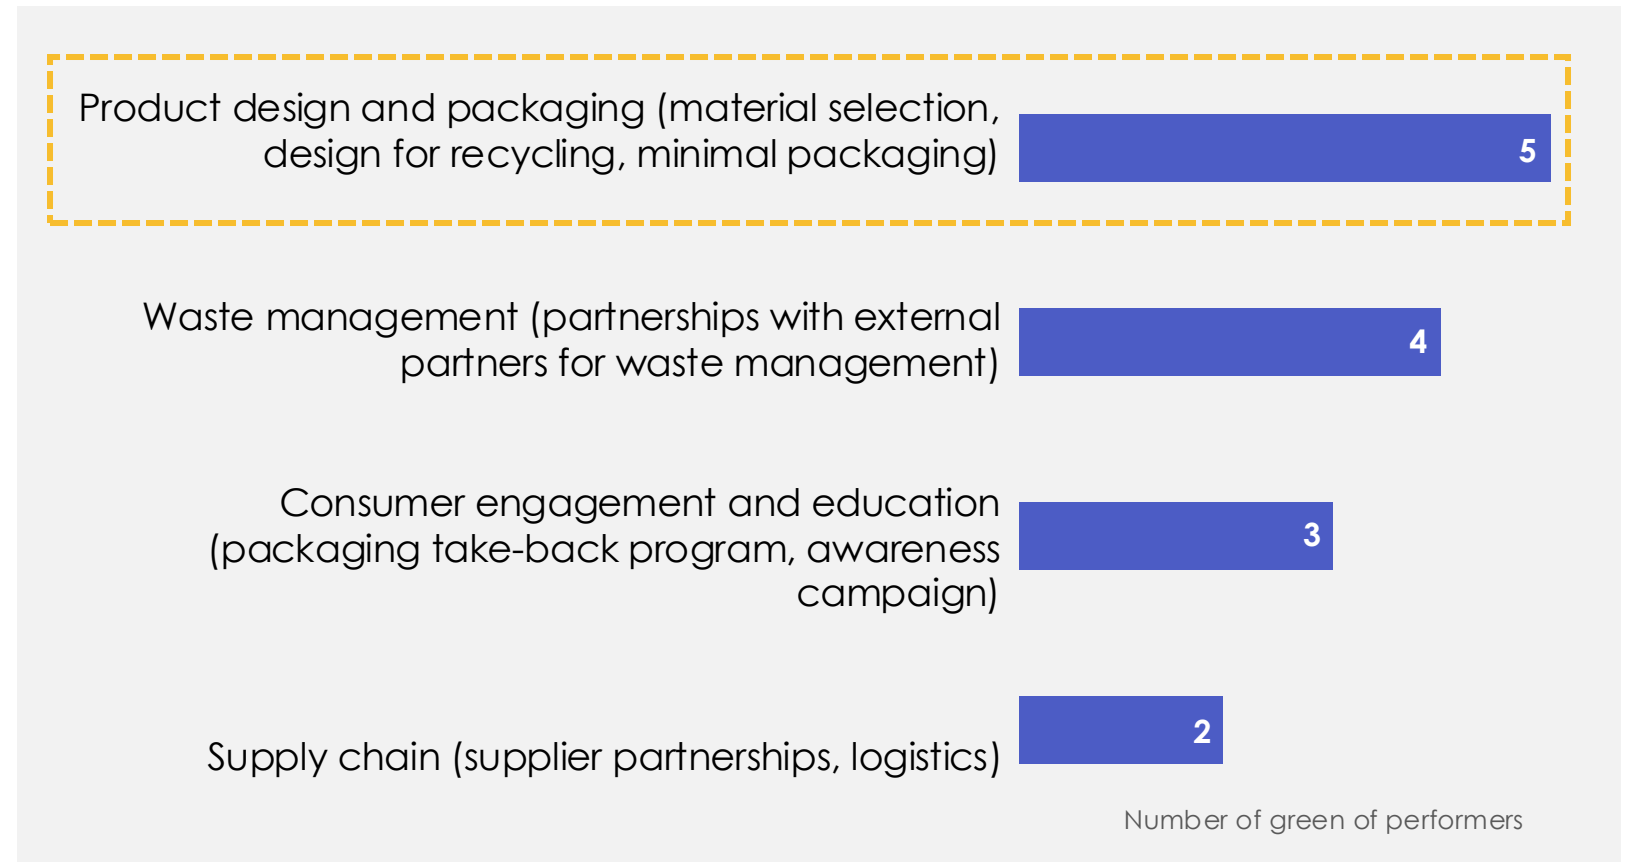 Product design and packaging (material selection,
design for recycling, minimal packaging)
5
Waste management (partnerships with external
partners for waste management)
4
Consumer engagement and education
(packaging take-back program, awareness
campaign)
3
Supply chain (supplier partnerships, logistics)
2
Number of green of performers